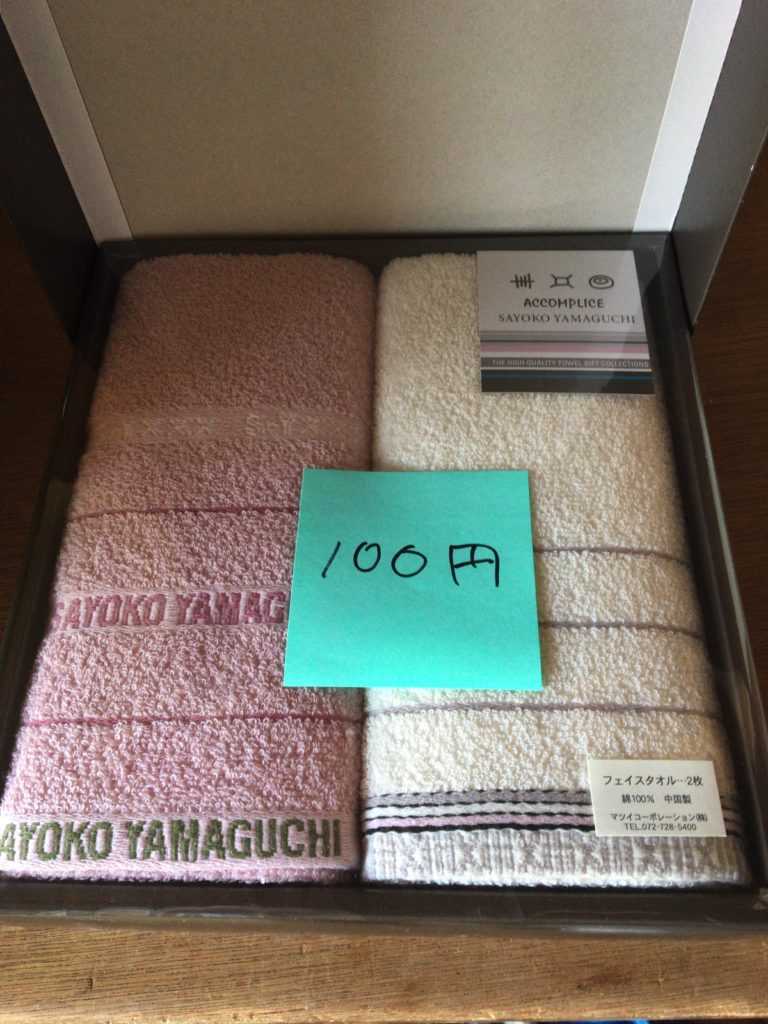 ACCOMPLICE
SAYOKO YAMAGUCHI
THE HIGH QUALITY TOWEL GIFT COLLECTIONS
100円
SAYOKO YAMAG
AYOKO YAMAGUCHI
フェイスタオル…2枚
綿100% 中国製
マツイコーポレーション(株)
TEL.072-728-5400